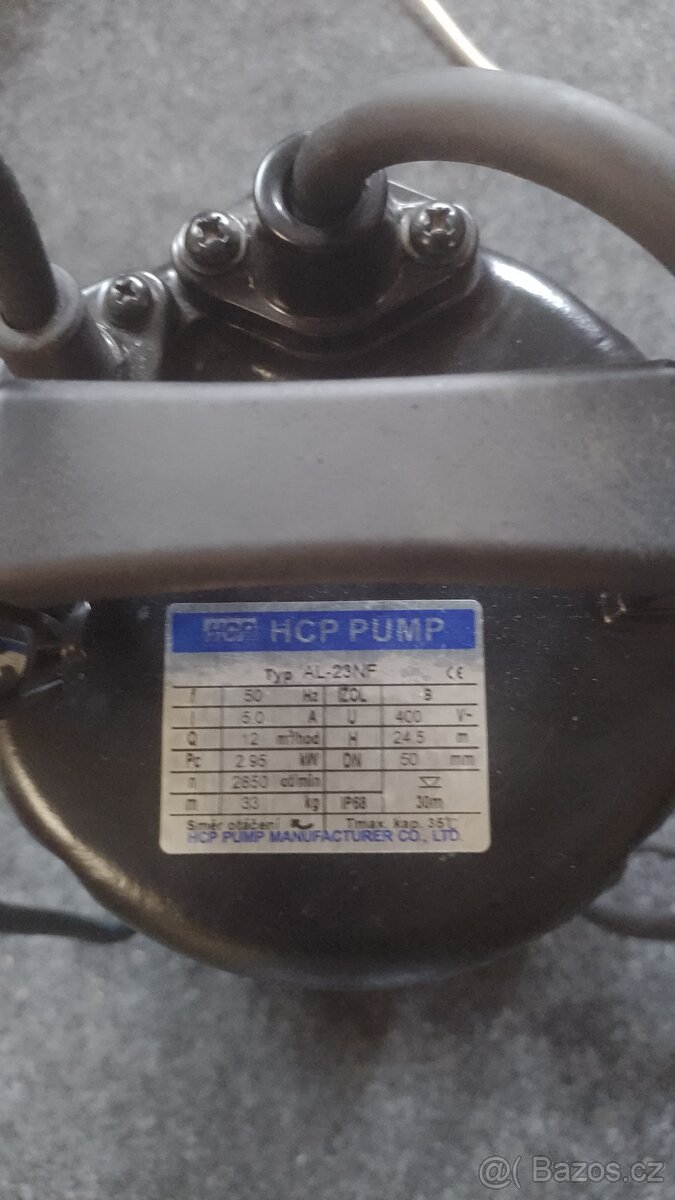 HCP HCP PUMP
Typ AL-23NF CE
f 50 Hz IZOL B
I 5.0 A U 400 V~
Q 12 m³/hod H 24.5 m
Pc 2.95 kW DN 50 mm
n 2850 ot/min
m 33 kg IP68 30m
Směr otáčení Tmax. kap. 35°C
HCP PUMP MANUFACTURER CO., LTD.
@ Bazos.cz